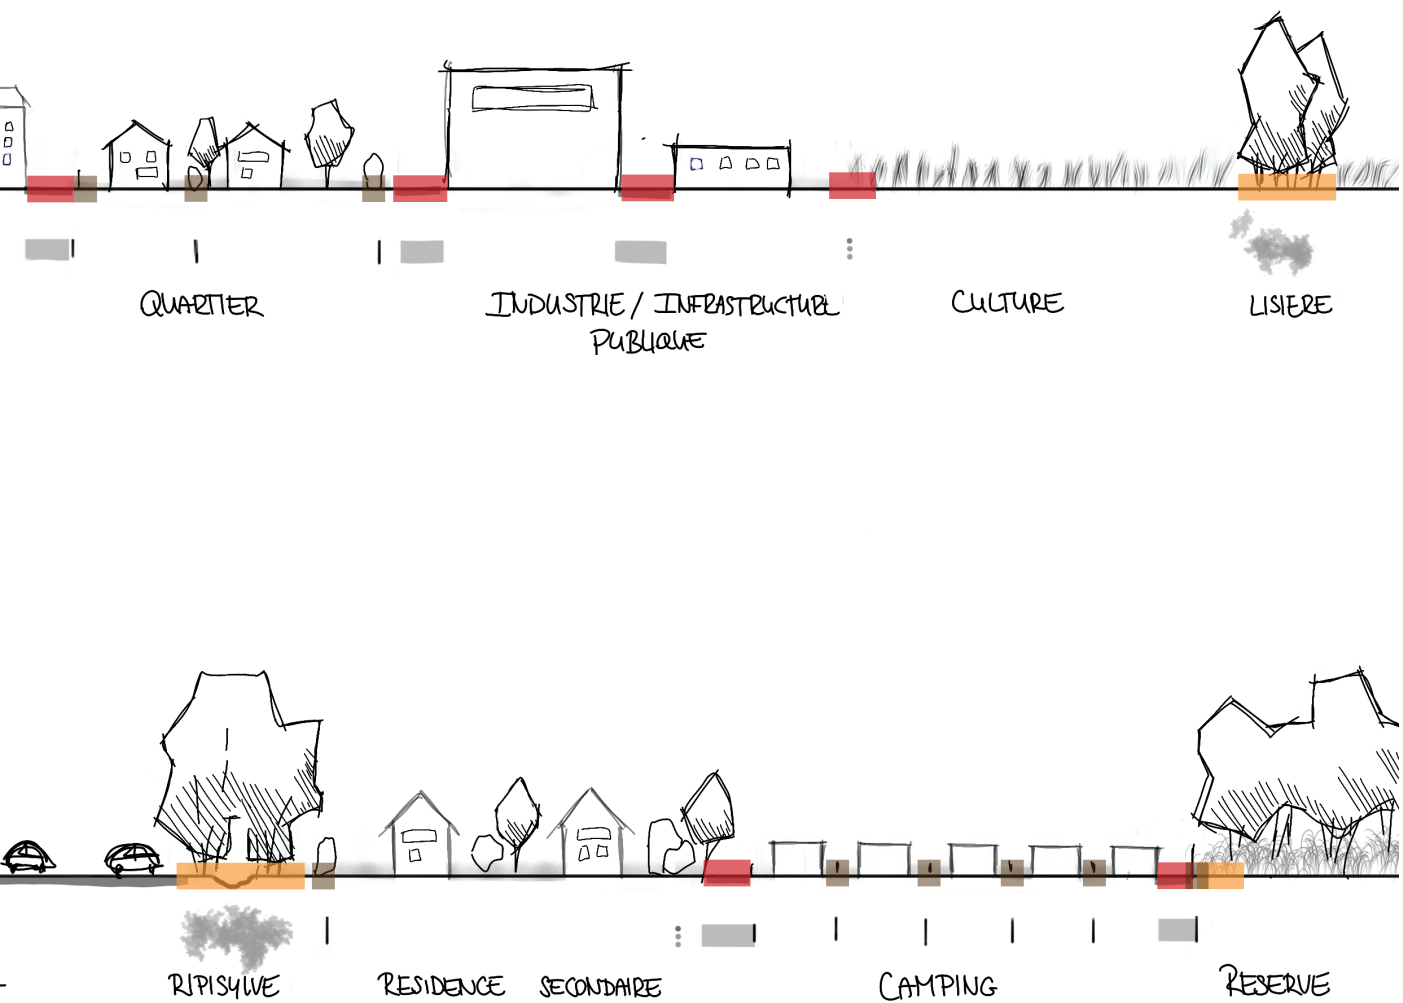 QUARTIER
INDUSTRIE / INFRASTRUCTURE
PUBLIQUE
CULTURE
LISIERE
RIPISYLVE
RESIDENCE SECONDAIRE
CAMPING
RESERVE